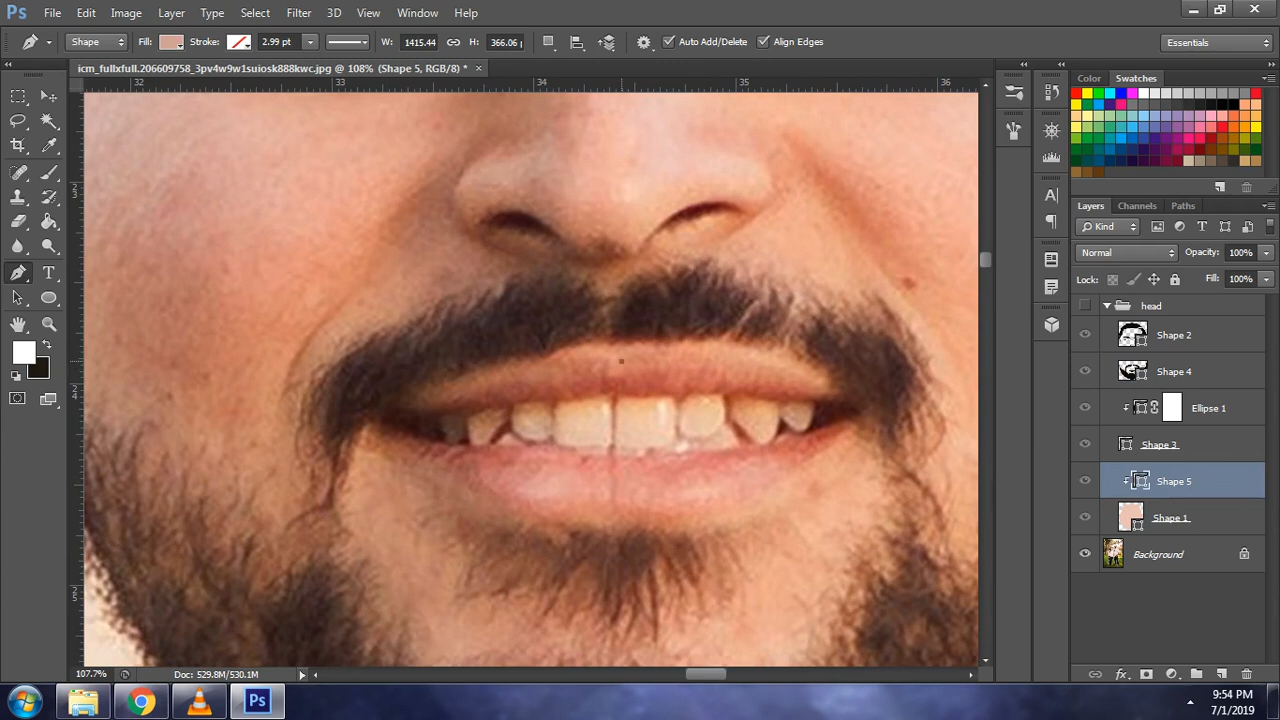 Ps File Edit Image Layer Type Select Filter 3D View Window Help
Shape Fill: Stroke: 2.99 pt W: 1415.44 H: 366.06 Auto Add/Delete Align Edges Essentials
icm_fullxfull.206609758_3pv4w9w1suiosk888kwc.jpg @ 108% (Shape 5, RGB/8) * ×
32 33 34 35 36
Color Swatches
Layers Channels Paths
Kind
Normal Opacity: 100%
Lock: Fill: 100%
head
Shape 2
Shape 4
Ellipse 1
Shape 3
Shape 5
Shape 1
Background
23
24
25
107.7% Doc: 529.8M/530.1M
Ps
9:54 PM
7/1/2019